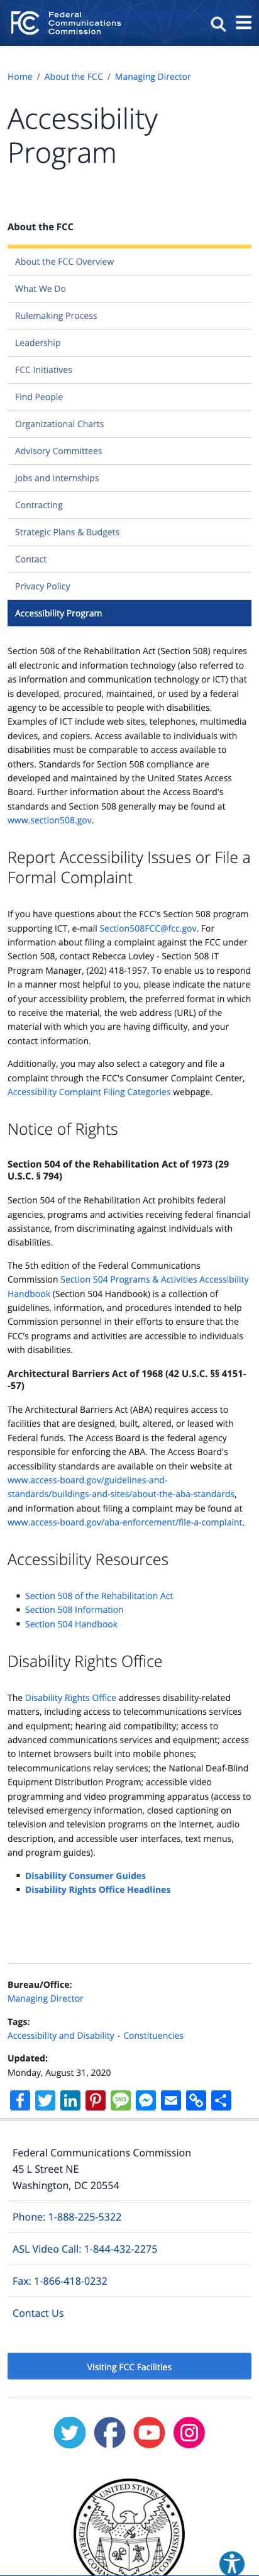 FC
Federal
Communications
Commission
Home / About the FCC / Managing Director
Accessibility
Program
About the FCC
About the FCC Overview
What We Do
Rulemaking Process
Leadership
FCC Initiatives
Find People
Organizational Charts
Advisory Committees
Jobs and Internships
Contracting
Strategic Plans & Budgets
Contact
Privacy Policy
Accessibility Program
Section 508 of the Rehabilitation Act (Section 508) requires
all electronic and information technology (also referred to
as information and communication technology or ICT) that
is developed, procured, maintained, or used by a federal
agency to be accessible to people with disabilities.
Examples of ICT include web sites, telephones, multimedia
devices, and copiers. Access available to individuals with
disabilities must be comparable to access available to
others. Standards for Section 508 compliance are
developed and maintained by the United States Access
Board. Further information about the Access Board's
standards and Section 508 generally may be found at
www.section508.gov.
Report Accessibility Issues or File a
Formal Complaint
If you have questions about the FCC's Section 508 program
supporting ICT, e-mail Section508FCC@fcc.gov. For
information about filing a complaint against the FCC under
Section 508, contact Rebecca Lovley - Section 508 IT
Program Manager, (202) 418-1957. To enable us to respond
in a manner most helpful to you, please indicate the nature
of your accessibility problem, the preferred format in which
to receive the material, the web address (URL) of the
material with which you are having difficulty, and your
contact information.
Additionally, you may also select a category and file a
complaint through the FCC's Consumer Complaint Center,
Accessibility Complaint Filing Categories webpage.
Notice of Rights
Section 504 of the Rehabilitation Act of 1973 (29
U.S.C. § 794)
Section 504 of the Rehabilitation Act prohibits federal
agencies, programs and activities receiving federal financial
assistance, from discriminating against individuals with
disabilities.
The 5th edition of the Federal Communications
Commission Section 504 Programs & Activities Accessibility
Handbook (Section 504 Handbook) is a collection of
guidelines, information, and procedures intended to help
Commission personnel in their efforts to ensure that the
FCC's programs and activities are accessible to individuals
with disabilities.
Architectural Barriers Act of 1968 (42 U.S.C. §§ 4151-
-57)
The Architectural Barriers Act (ABA) requires access to
facilities that are designed, built, altered, or leased with
Federal funds. The Access Board is the federal agency
responsible for enforcing the ABA. The Access Board's
accessibility standards are available on their website at
www.access-board.gov/guidelines-and-
standards/buildings-and-sites/about-the-aba-standards,
and information about filing a complaint may be found at
www.access-board.gov/aba-enforcement/file-a-complaint.
Accessibility Resources
Section 508 of the Rehabilitation Act
Section 508 Information
Section 504 Handbook
Disability Rights Office
The Disability Rights Office addresses disability-related
matters, including access to telecommunications services
and equipment; hearing aid compatibility; access to
advanced communications services and equipment; access
to Internet browsers built into mobile phones;
telecommunications relay services; the National Deaf-Blind
Equipment Distribution Program; accessible video
programming and video programming apparatus (access to
televised emergency information, closed captioning on
television and television programs on the Internet, audio
description, and accessible user interfaces, text menus,
and program guides).
Disability Consumer Guides
Disability Rights Office Headlines
Bureau/Office:
Managing Director
Tags:
Accessibility and Disability - Constituencies
Updated:
Monday, August 31, 2020
SMS
Federal Communications Commission
45 L Street NE
Washington, DC 20554
Phone: 1-888-225-5322
ASL Video Call: 1-844-432-2275
Fax: 1-866-418-0232
Contact Us
Visiting FCC Facilities
UNITED STATES